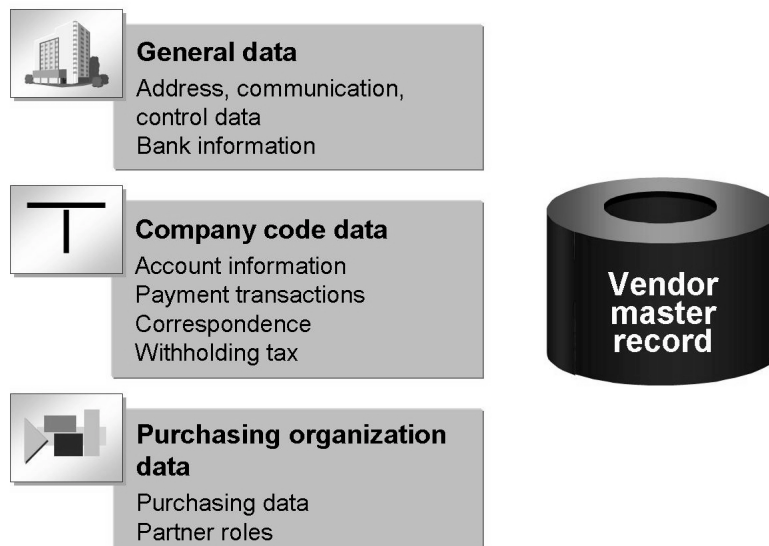 General data
Address, communication,
control data
Bank information
Company code data
Account information
Payment transactions
Correspondence
Withholding tax
Purchasing organization
data
Purchasing data
Partner roles
Vendor
master
record